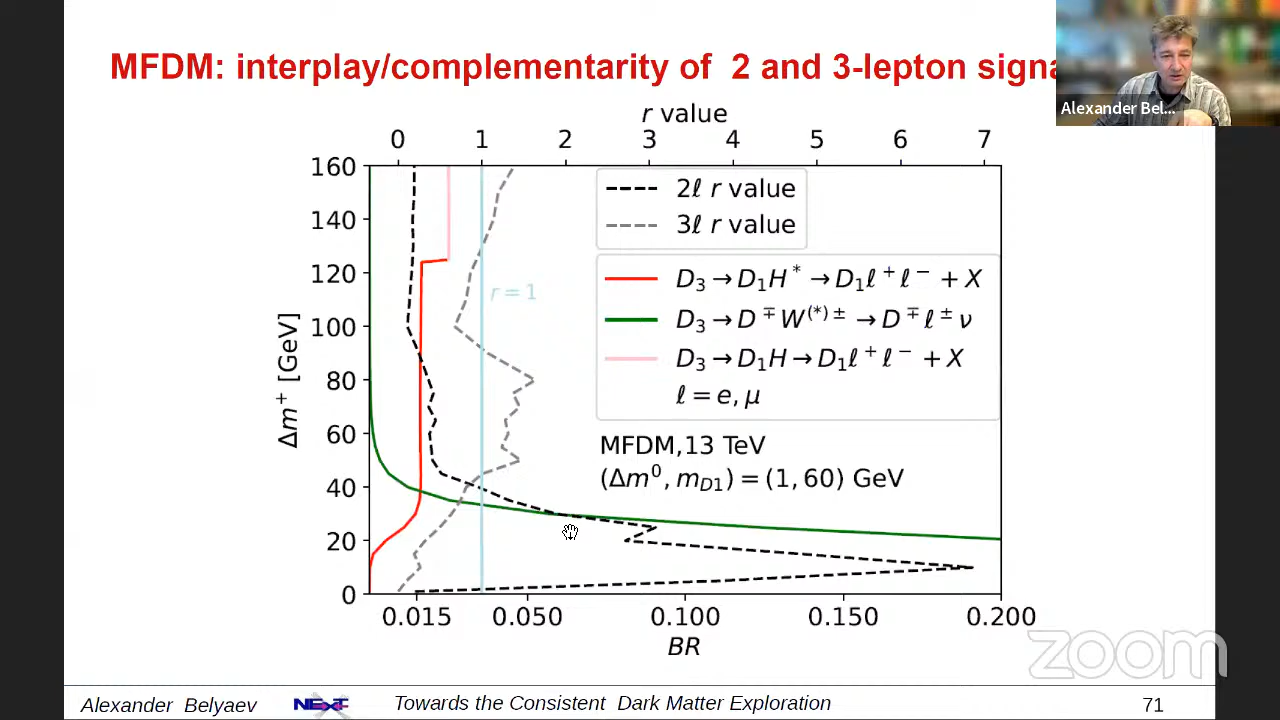 MFDM: interplay/complementarity of 2 and 3-lepton signa
Alexander Bel...
r value
0 1 2 3 4 5 6 7
160
140
120
100
80
60
40
20
0
Δm⁺ [GeV]
2ℓ r value
3ℓ r value
r = 1
D₃ → D₁H* → D₁ℓ⁺ℓ⁻ + X
D₃ → D∓W⁽*⁾± → D∓ℓ±ν
D₃ → D₁H → D₁ℓ⁺ℓ⁻ + X
ℓ = e, μ
MFDM,13 TeV
(Δm⁰, m_D1) = (1, 60) GeV
0.015 0.050 0.100 0.150 0.200
BR
zoom
Alexander Belyaev NEXT Towards the Consistent Dark Matter Exploration 71